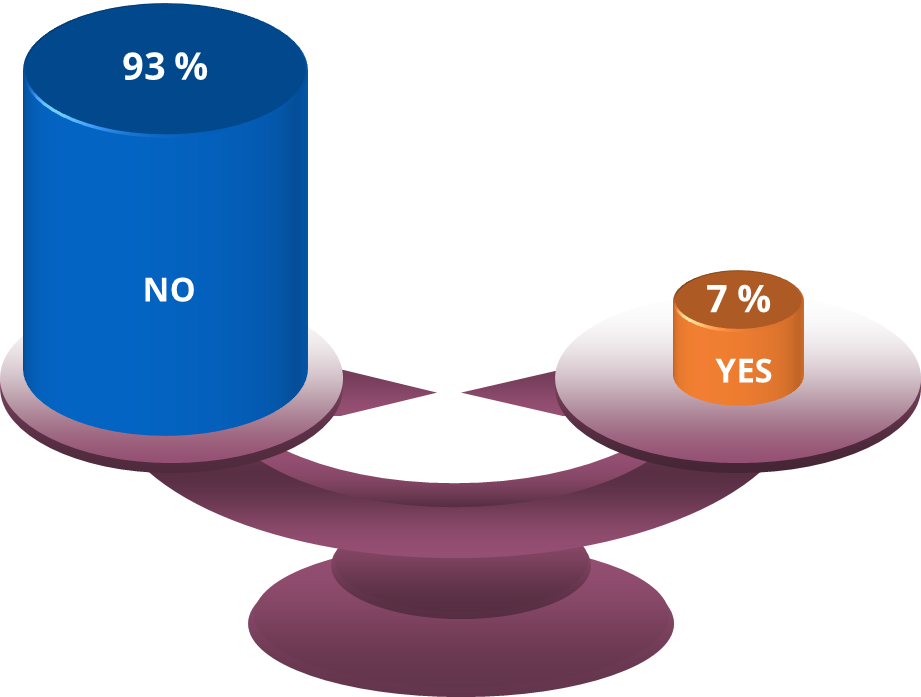 93 %
NO
7 %
YES